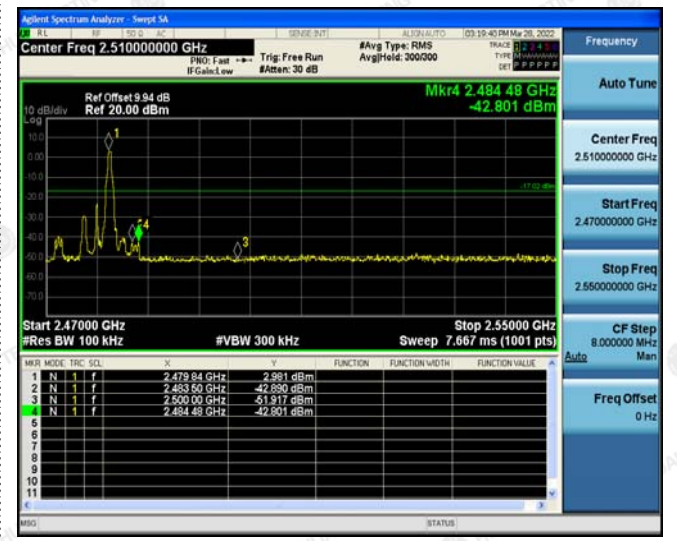 Agilent Spectrum Analyzer - Swept SA
RL RF 50 Ω AC SENSE:INT ALIGN AUTO 03:19:40 PM Mar 28, 2022
Center Freq 2.510000000 GHz
PNO: Fast
IFGain:Low
Trig: Free Run
#Atten: 30 dB
#Avg Type: RMS
Avg|Hold: 300/300
TRACE 1 2 3 4 5 6
TYPE
DET P P P P P P
Mkr4 2.484 48 GHz
-42.801 dBm
Ref Offset 9.94 dB
Ref 20.00 dBm
10 dB/div
Log
10.0
0.00
-10.0
-20.0
-30.0
-40.0
-50.0
-60.0
-70.0
1
4
3
-17.02 dBm
Start 2.47000 GHz
Stop 2.55000 GHz
#Res BW 100 kHz
#VBW 300 kHz
Sweep 7.667 ms (1001 pts)
MKR MODE TRC SCL X Y FUNCTION FUNCTION WIDTH FUNCTION VALUE
1 N 1 f 2.479 84 GHz 2.981 dBm
2 N 1 f 2.483 50 GHz -42.890 dBm
3 N 1 f 2.500 00 GHz -51.917 dBm
4 N 1 f 2.484 48 GHz -42.801 dBm
5
6
7
8
9
10
11
MSG
STATUS
Frequency
Auto Tune
Center Freq
2.510000000 GHz
Start Freq
2.470000000 GHz
Stop Freq
2.550000000 GHz
CF Step
8.000000 MHz
Auto Man
Freq Offset
0 Hz